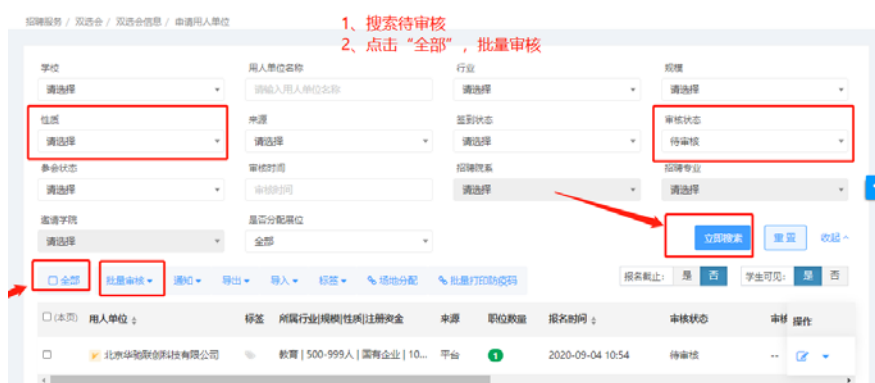 招聘服务 / 双选会 / 双选会信息 / 申请用人单位
1、搜索待审核
2、点击“全部”，批量审核
学校 用人单位名称 行业 规模
请选择 请输入用人单位名称 请选择 请选择
性质 来源 签到状态 审核状态
请选择 请选择 请选择 待审核
参会状态 审核时间 招聘院系 招聘专业
请选择 审核时间 请选择 请选择
邀请学院 是否分配展位
请选择 全部 立即搜索 重置 收起
全部 批量审核 通知 导出 导入 标签 场地分配 批量打印防疫码 报名截止： 是 否 学生可见： 是 否
(本页) 用人单位 标签 所属行业|规模|性质|注册资金 来源 职位数量 报名时间 审核状态 审核 操作
北京华驰联创科技有限公司 教育 | 500-999人 | 国有企业 | 10... 平台 1 2020-09-04 10:54 待审核 --